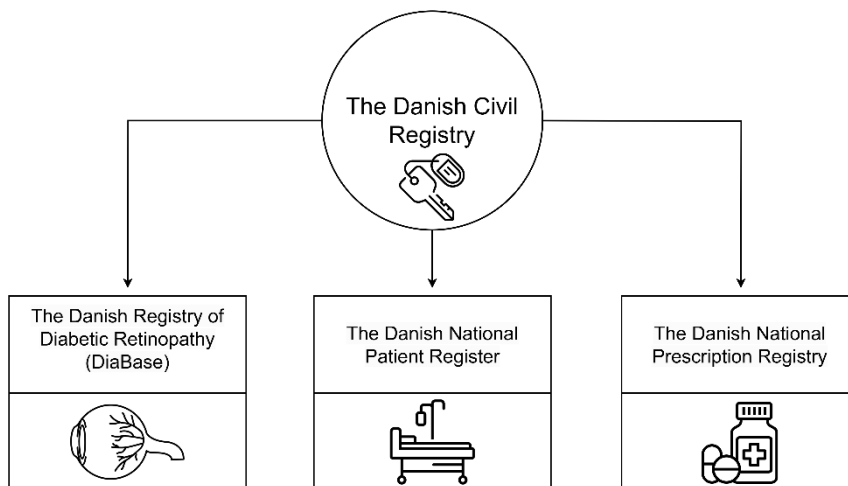 The Danish Civil
Registry
The Danish Registry of
Diabetic Retinopathy
(DiaBase)
The Danish National
Patient Register
The Danish National
Prescription Registry